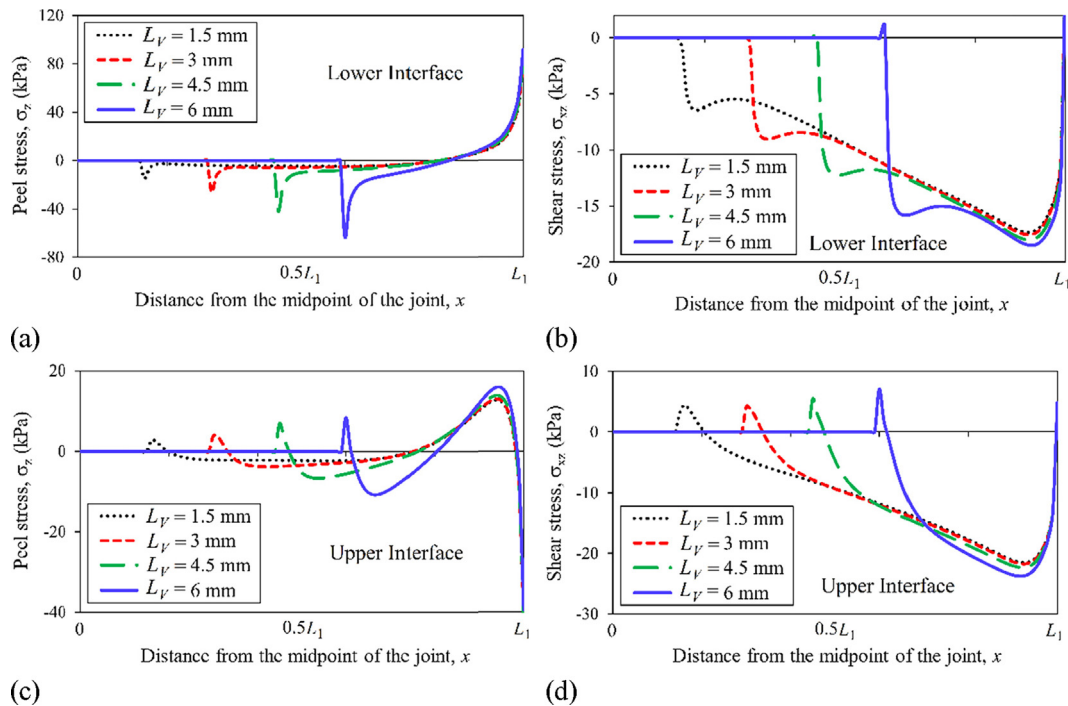 120
80
40
0
-40
-80
Peel stress, σz (kPa)
LV = 1.5 mm
LV = 3 mm
LV = 4.5 mm
LV = 6 mm
Lower Interface
0
0.5L1
L1
Distance from the midpoint of the joint, x
(a)
0
-5
-10
-15
-20
Shear stress, σxz (kPa)
LV = 1.5 mm
LV = 3 mm
LV = 4.5 mm
LV = 6 mm
Lower Interface
0
0.5L1
L1
Distance from the midpoint of the joint, x
(b)
20
0
-20
-40
Peel stress, σz (kPa)
LV = 1.5 mm
LV = 3 mm
LV = 4.5 mm
LV = 6 mm
Upper Interface
0
0.5L1
L1
Distance from the midpoint of the joint, x
(c)
10
0
-10
-20
-30
Shear stress, σxz (kPa)
LV = 1.5 mm
LV = 3 mm
LV = 4.5 mm
LV = 6 mm
Upper Interface
0
0.5L1
L1
Distance from the midpoint of the joint, x
(d)